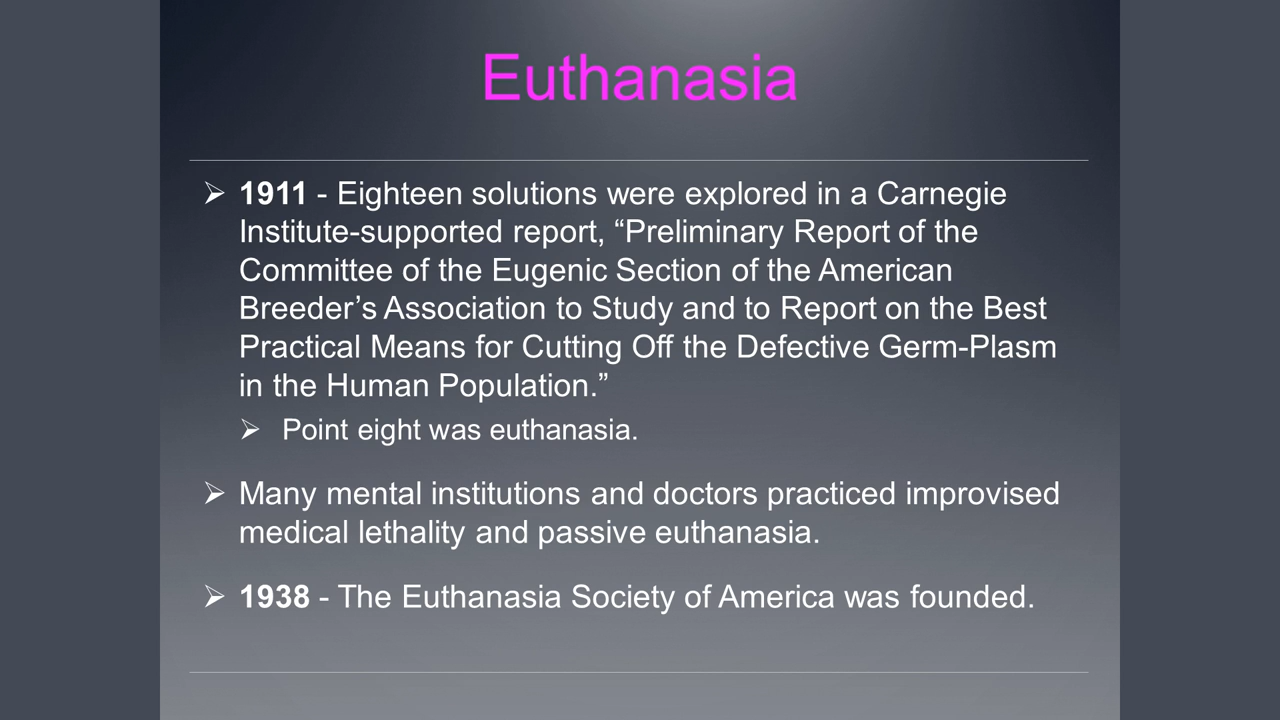 Euthanasia
➢ 1911 - Eighteen solutions were explored in a Carnegie
Institute-supported report, “Preliminary Report of the
Committee of the Eugenic Section of the American
Breeder’s Association to Study and to Report on the Best
Practical Means for Cutting Off the Defective Germ-Plasm
in the Human Population.”
➢ Point eight was euthanasia.
➢ Many mental institutions and doctors practiced improvised
medical lethality and passive euthanasia.
➢ 1938 - The Euthanasia Society of America was founded.